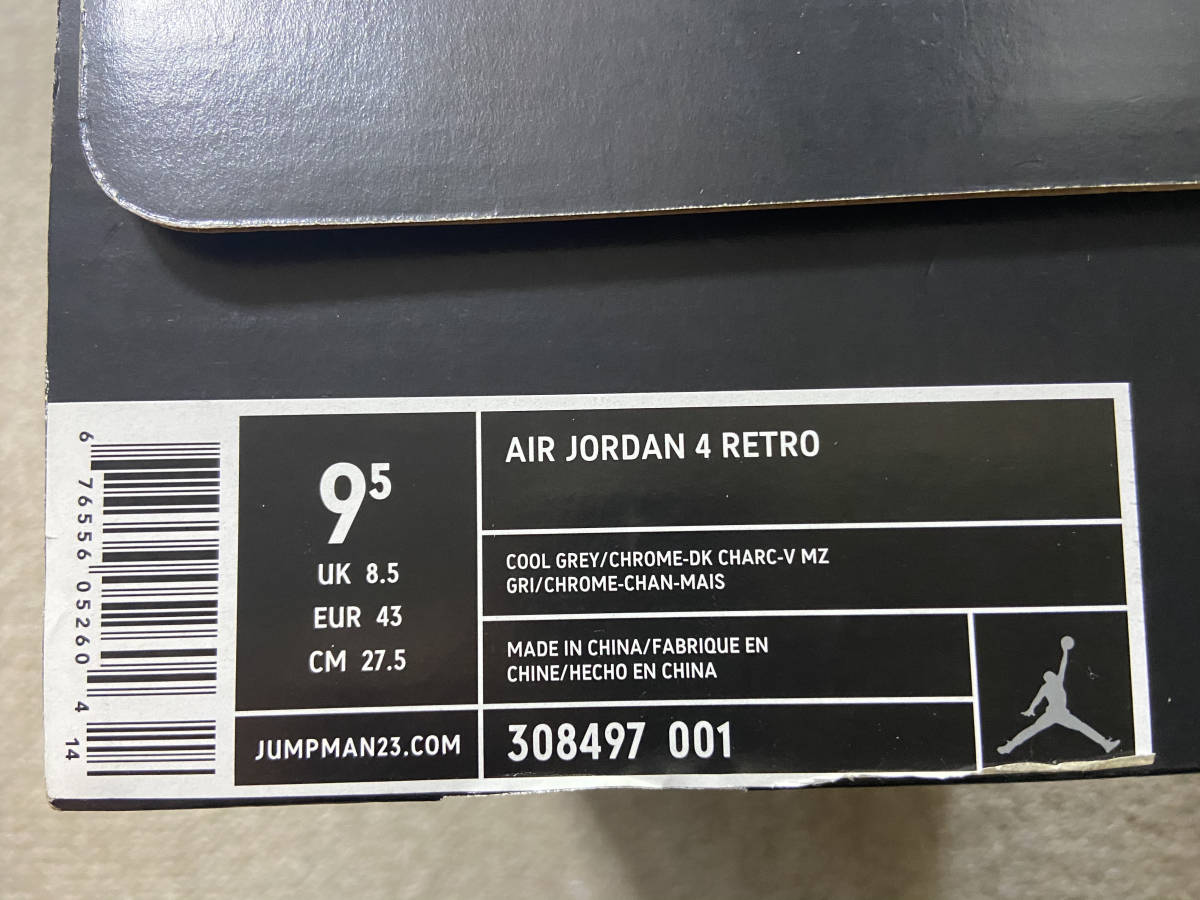 6 76556 05260 4 14
9⁵
UK 8.5
EUR 43
CM 27.5
JUMPMAN23.COM
AIR JORDAN 4 RETRO
COOL GREY/CHROME-DK CHARC-V MZ
GRI/CHROME-CHAN-MAIS
MADE IN CHINA/FABRIQUE EN
CHINE/HECHO EN CHINA
308497 001